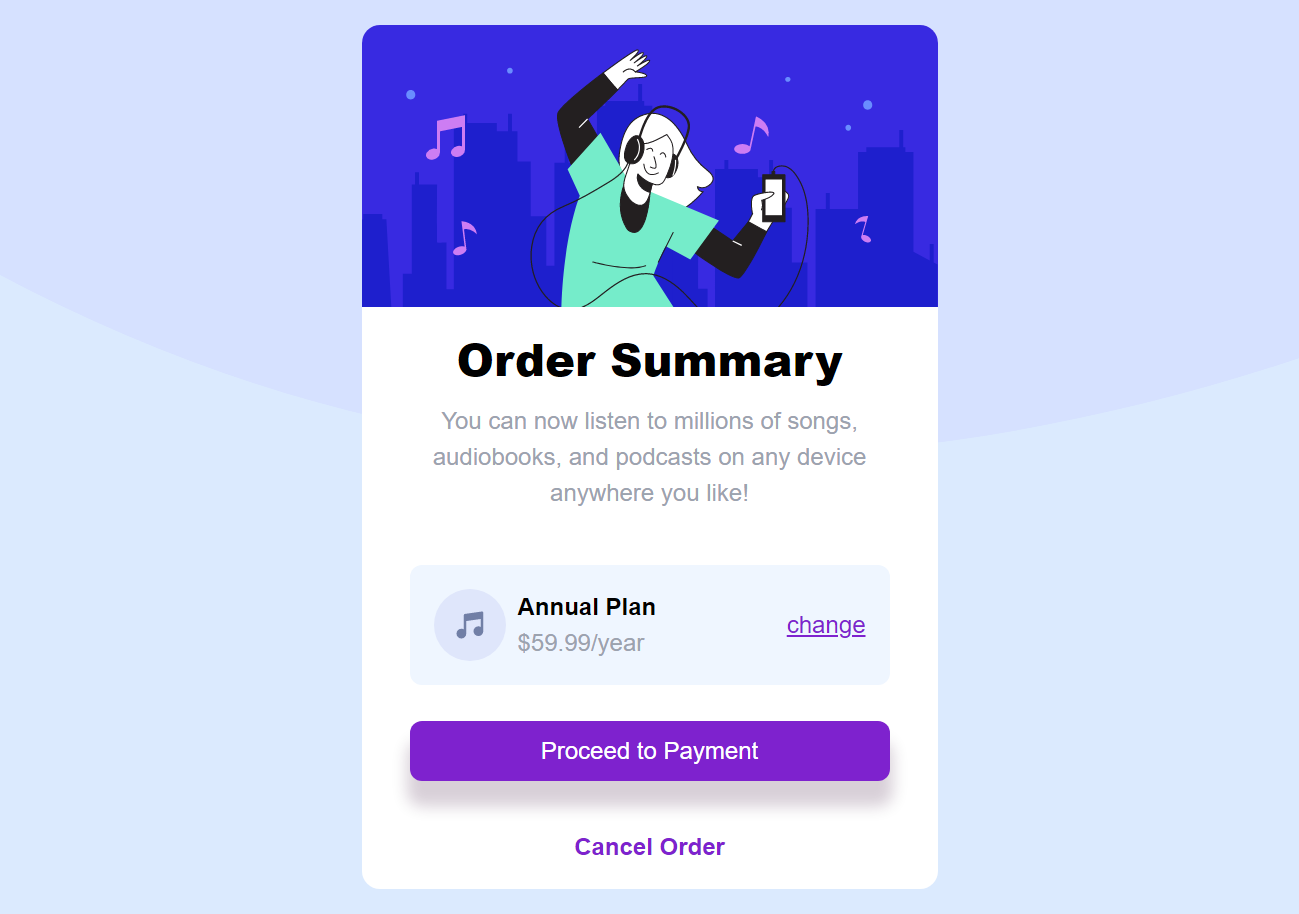 Order Summary
You can now listen to millions of songs,
audiobooks, and podcasts on any device
anywhere you like!
Annual Plan
$59.99/year
change
Proceed to Payment
Cancel Order